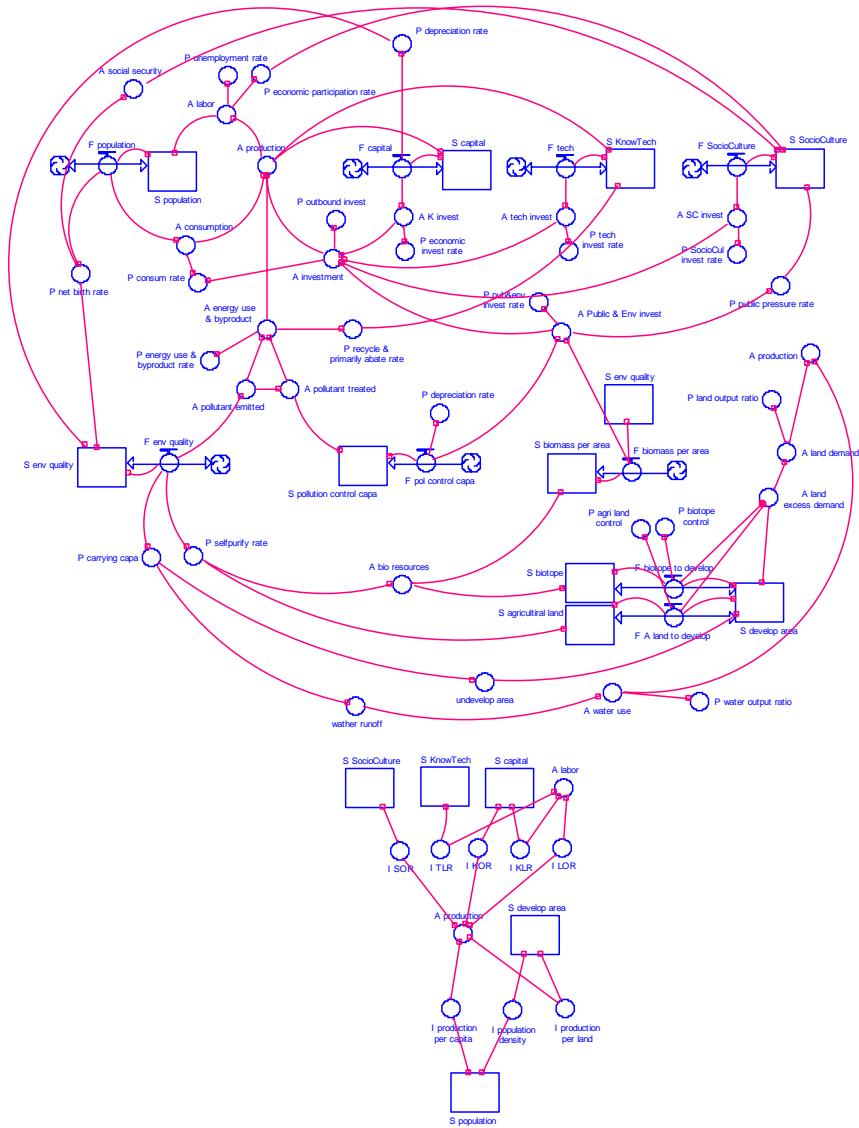 P depreciation rate
P unemployment rate
A social security
P economic participation rate
A labor
F population
A production
F capital
S capital
F tech
S KnowTech
F SocioCulture
S SocioCulture
S population
P outbound invest
A K invest
A tech invest
A SC invest
A consumption
P economic
invest rate
P tech
invest rate
P SocioCul
invest rate
P consum rate
A investment
P net birth rate
P pub&env
invest rate
P public pressure rate
A energy use
& byproduct
A Public & Env invest
P energy use &
byproduct rate
P recycle &
primarily abate rate
A production
A pollutant emitted
A pollutant treated
S env quality
P land output ratio
P depreciation rate
S env quality
F env quality
S biomass per area
F biomass per area
A land demand
S pollution control capa
F pol control capa
A land
excess demand
P agri land
control
P biotope
control
P carrying capa
P selfpurify rate
A bio resources
S biotope
F biotope to develop
S agricultiral land
F A land to develop
S develop area
undevelop area
wather runoff
A water use
P water output ratio
S SocioCulture
S KnowTech
S capital
A labor
I SOR
I TLR
I KOR
I KLR
I LOR
A production
S develop area
I production
per capita
I population
density
I production
per land
S population